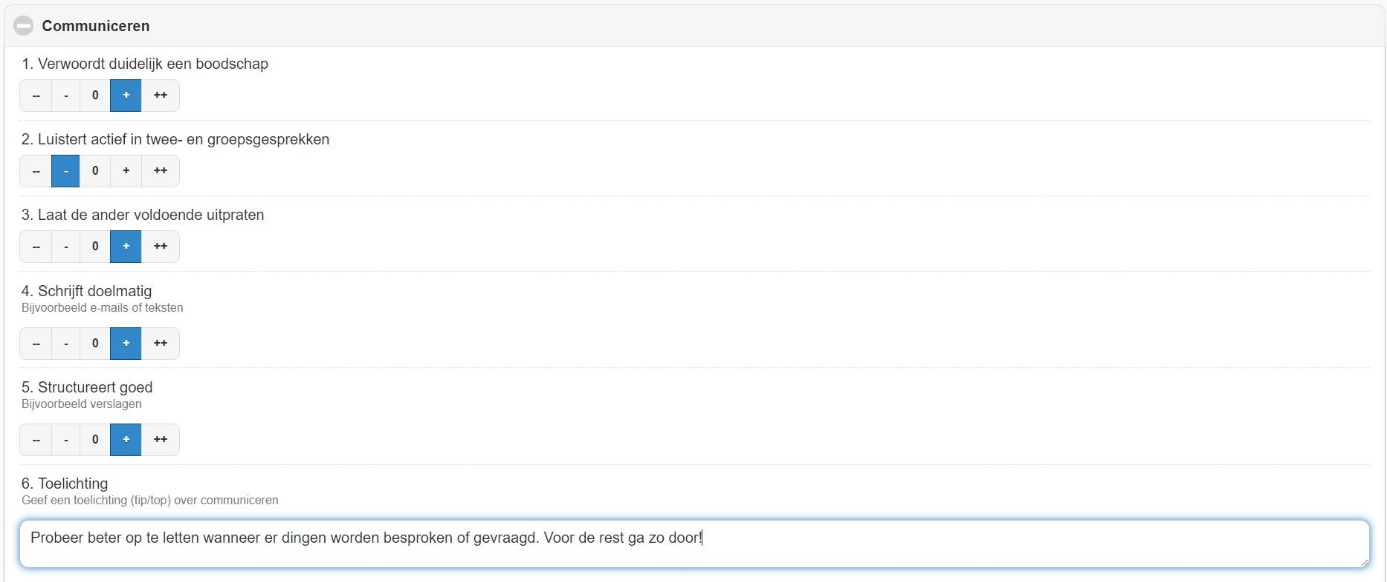 Communiceren
1. Verwoordt duidelijk een boodschap
-- - 0 + ++
2. Luistert actief in twee- en groepsgesprekken
-- - 0 + ++
3. Laat de ander voldoende uitpraten
-- - 0 + ++
4. Schrijft doelmatig
Bijvoorbeeld e-mails of teksten
-- - 0 + ++
5. Structureert goed
Bijvoorbeeld verslagen
-- - 0 + ++
6. Toelichting
Geef een toelichting (tip/top) over communiceren
Probeer beter op te letten wanneer er dingen worden besproken of gevraagd. Voor de rest ga zo door!